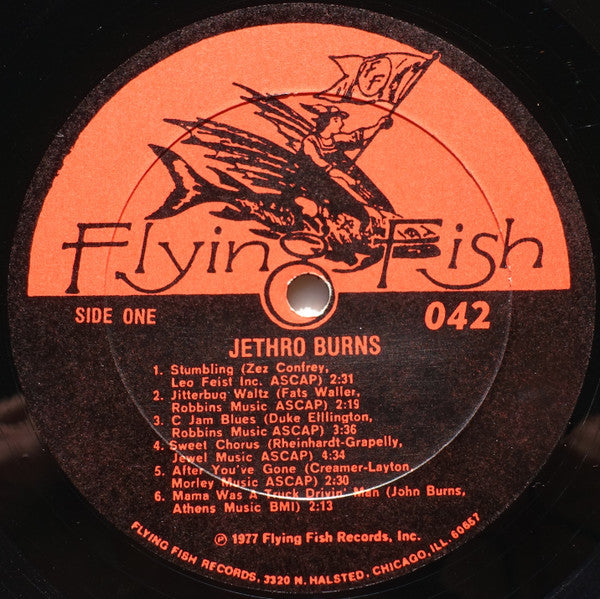 FF
Flying Fish
SIDE ONE
042
JETHRO BURNS
1. Stumbling (Zez Confrey,
Leo Feist Inc. ASCAP) 2:31
2. Jitterbug Waltz (Fats Waller,
Robbins Music ASCAP) 2:19
3. C Jam Blues (Duke Elllington,
Robbins Music ASCAP) 3:36
4. Sweet Chorus (Rheinhardt-Grapelly,
Jewel Music ASCAP) 4:34
5. After You've Gone (Creamer-Layton,
Morley Music ASCAP) 2:30
6. Mama Was A Truck Drivin' Man (John Burns,
Athens Music BMI) 2:13
℗ 1977 Flying Fish Records, Inc.
FLYING FISH RECORDS, 3320 N. HALSTED, CHICAGO, ILL. 60657